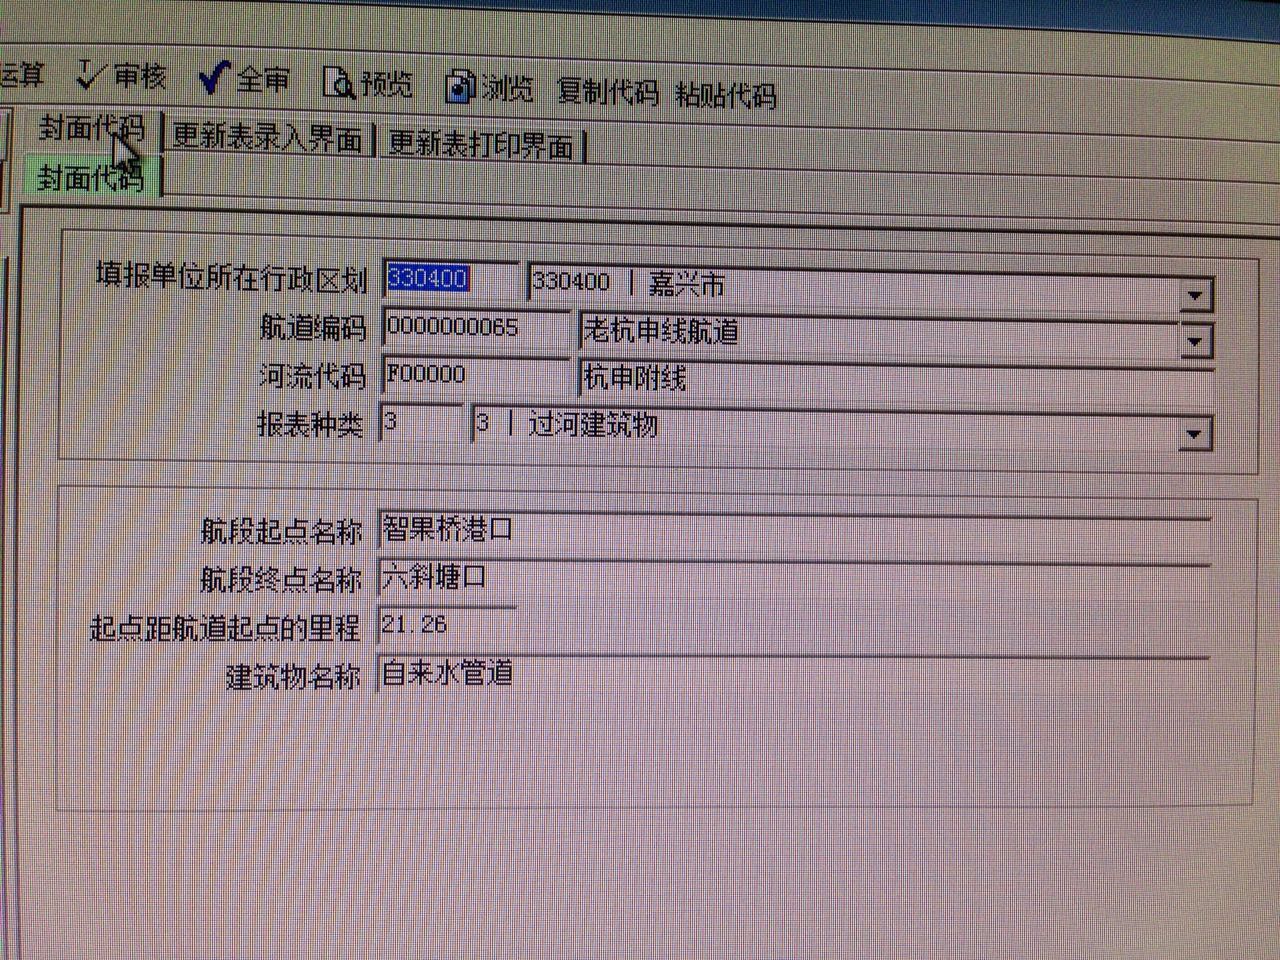 运算 审核 全审 预览 浏览 复制代码 粘贴代码
封面代码 更新表录入界面 更新表打印界面
封面代码
填报单位所在行政区划 330400 330400 | 嘉兴市
航道编码 0000000065 老杭申线航道
河流代码 F00000 杭申附线
报表种类 3 3 | 过河建筑物
航段起点名称 智果桥港口
航段终点名称 六斜塘口
起点距航道起点的里程 21.26
建筑物名称 自来水管道